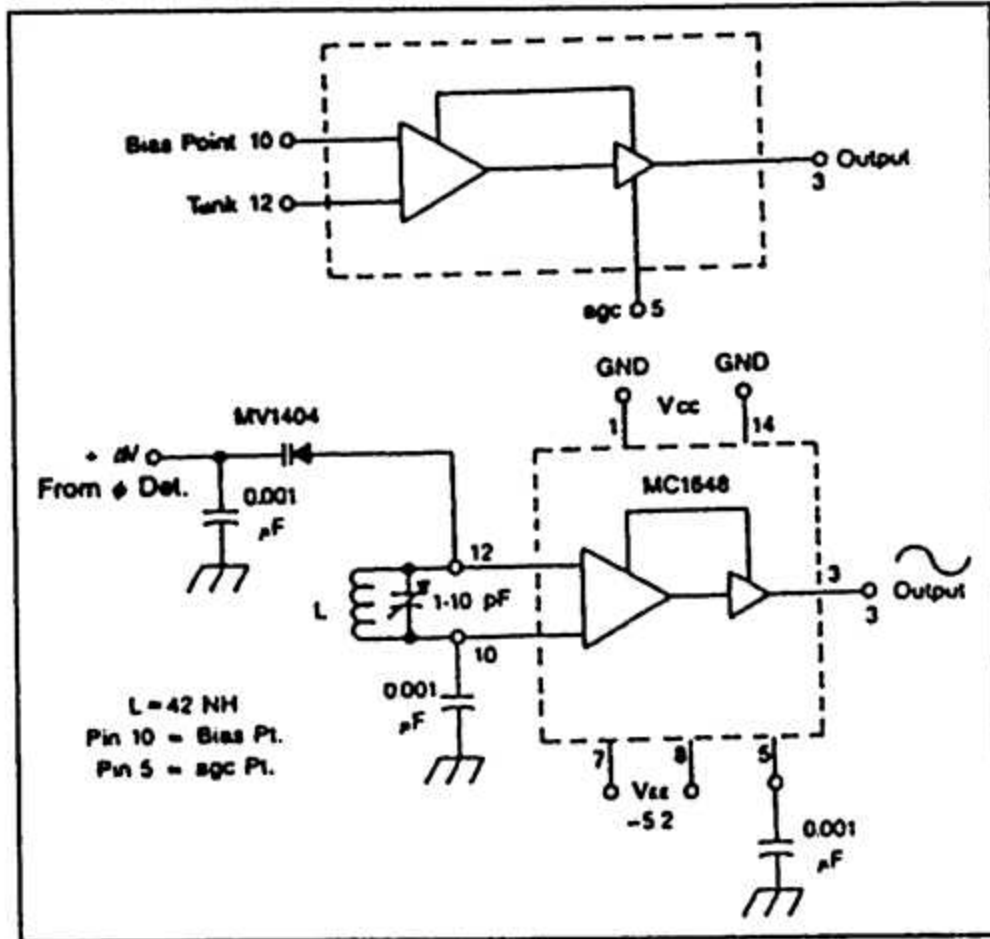 Bias Point 10
Tank 12
Output
3
agc 5
GND
GND
Vcc
1
14
MV1404
+ ΔV
From ϕ Det.
0.001
μF
MC1648
12
L
1-10 pF
10
3
Output
3
0.001
μF
L = 42 NH
Pin 10 = Bias Pt.
Pin 5 = agc Pt.
7
8
5
VEE
-5.2
0.001
μF